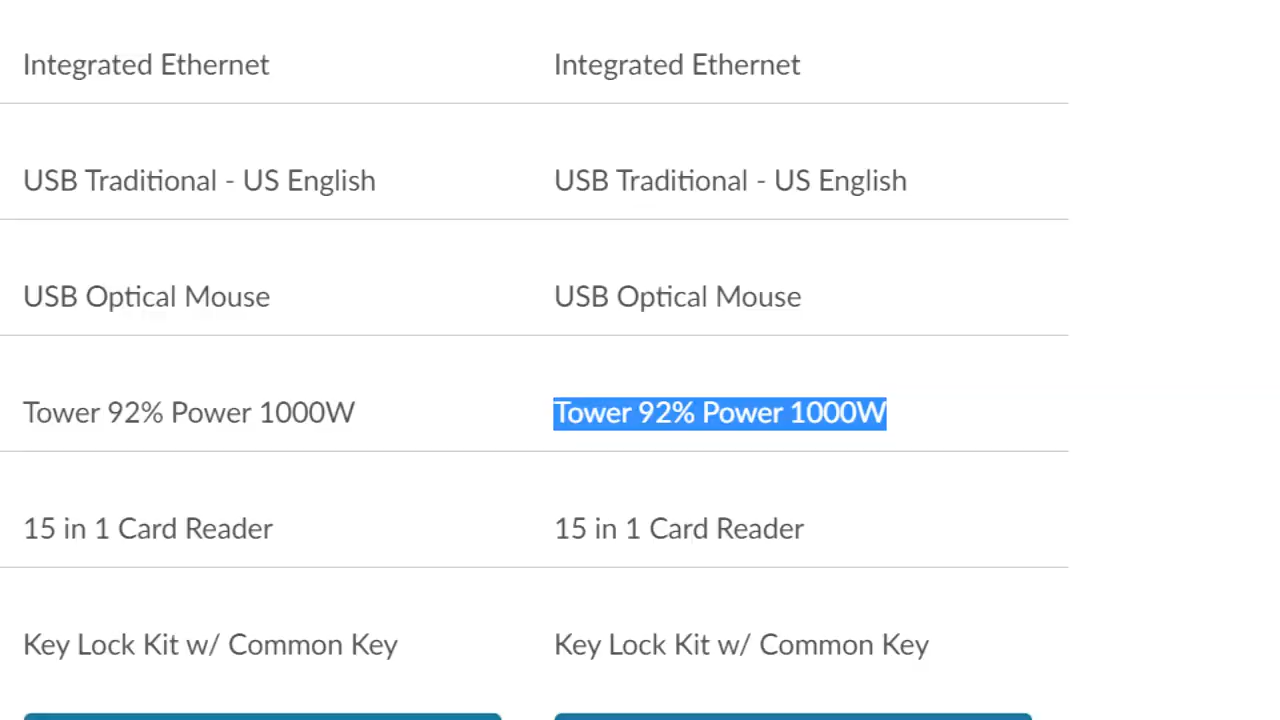 Integrated Ethernet Integrated Ethernet
USB Traditional - US English USB Traditional - US English
USB Optical Mouse USB Optical Mouse
Tower 92% Power 1000W Tower 92% Power 1000W
15 in 1 Card Reader 15 in 1 Card Reader
Key Lock Kit w/ Common Key Key Lock Kit w/ Common Key